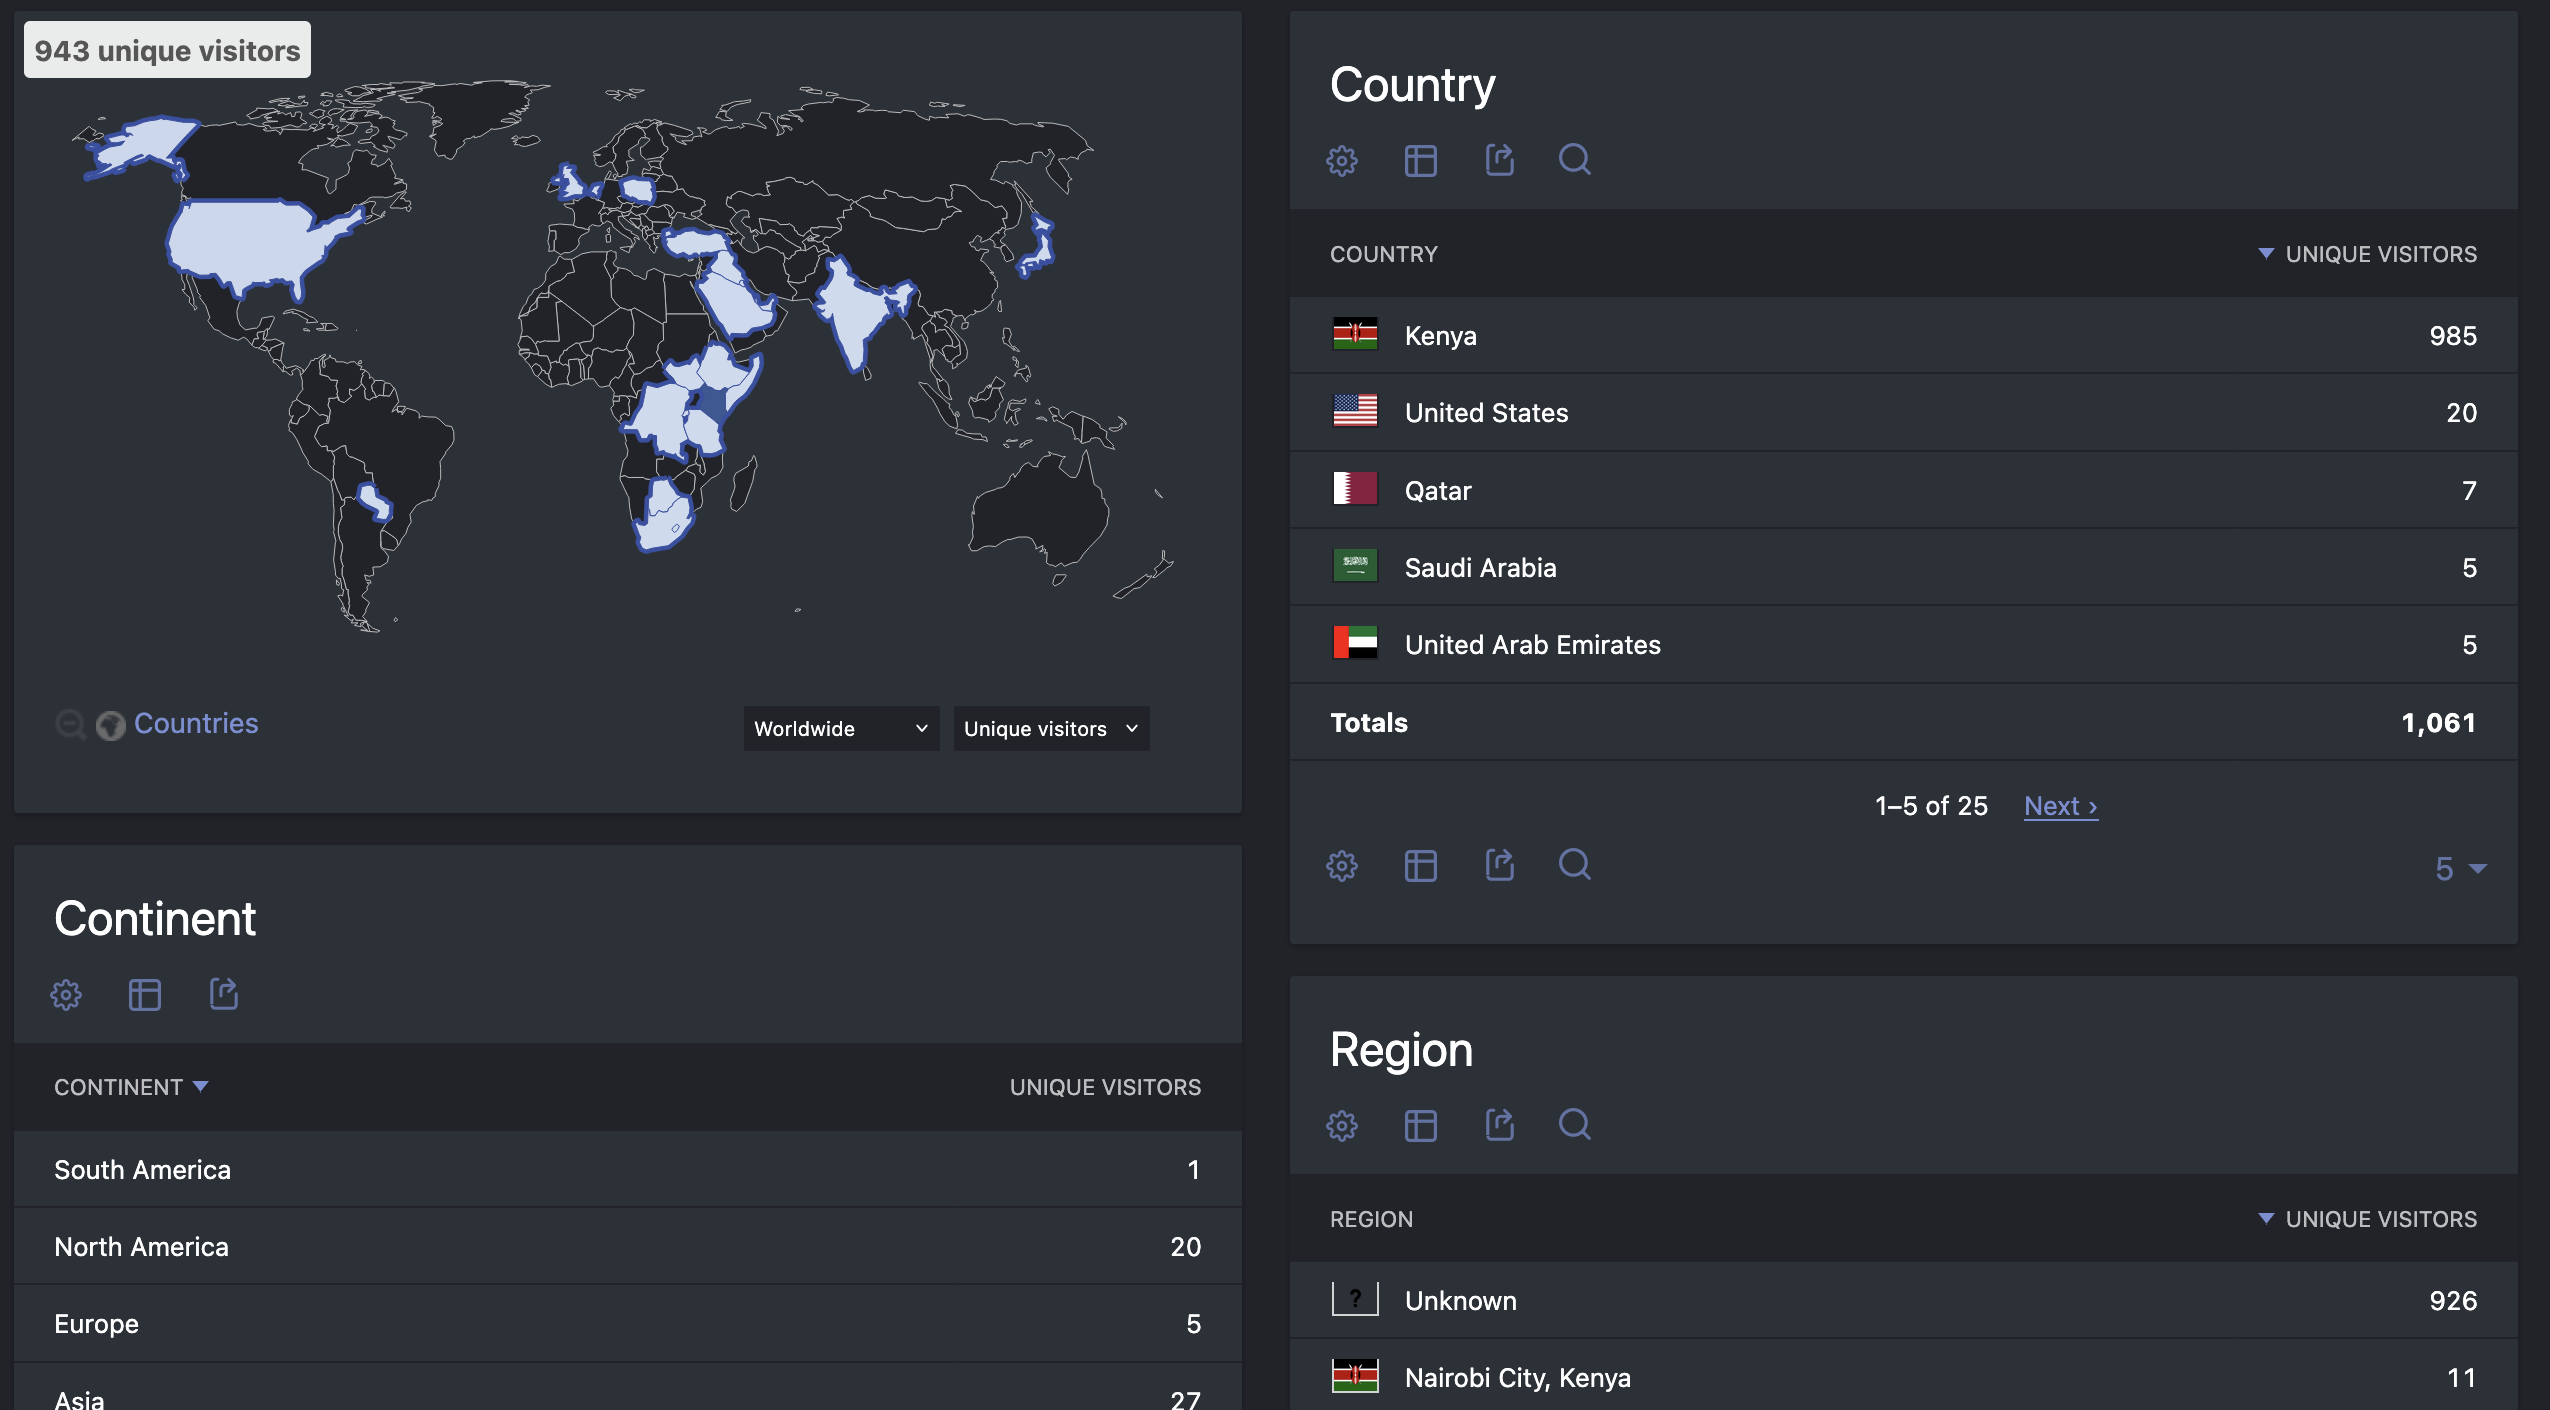 943 unique visitors
Countries
Worldwide
Unique visitors
Continent
CONTINENT
UNIQUE VISITORS
South America
1
North America
20
Europe
5
Asia
27
Country
COUNTRY
UNIQUE VISITORS
Kenya
985
United States
20
Qatar
7
Saudi Arabia
5
United Arab Emirates
5
Totals
1,061
1–5 of 25
Next ›
5
Region
REGION
UNIQUE VISITORS
?
Unknown
926
Nairobi City, Kenya
11